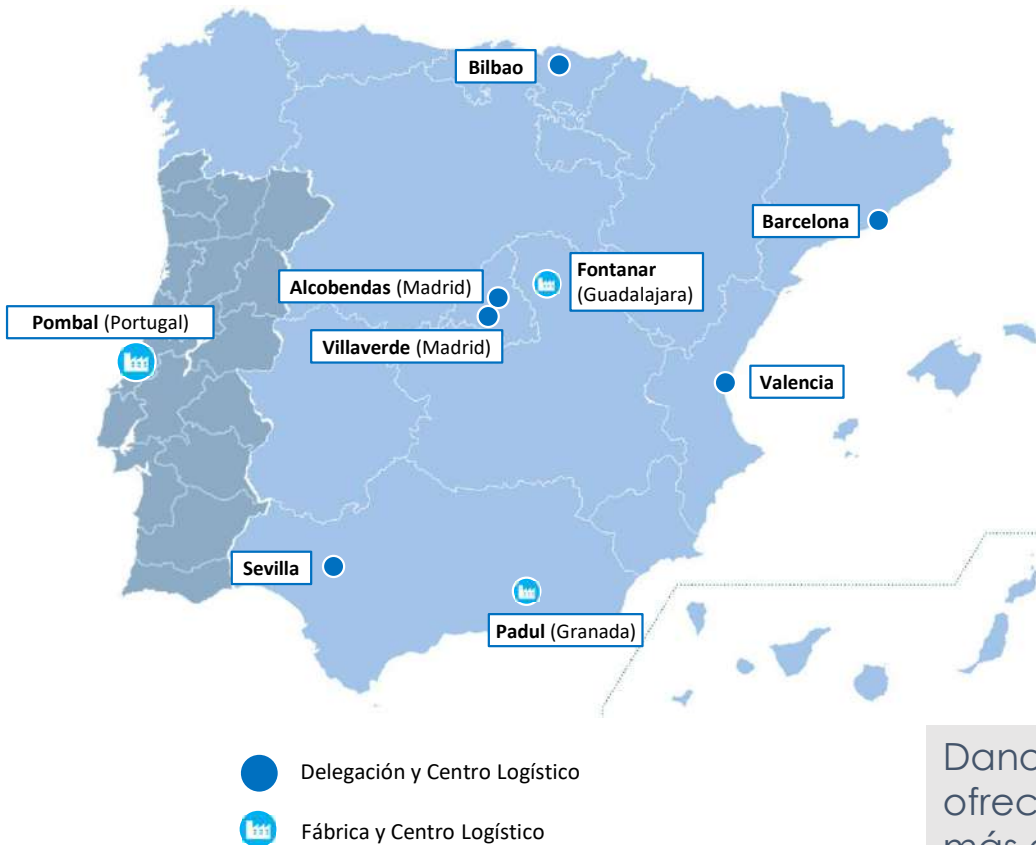 Bilbao
Barcelona
Fontanar
(Guadalajara)
Alcobendas (Madrid)
Pombal (Portugal)
Villaverde (Madrid)
Valencia
Sevilla
Padul (Granada)
Delegación y Centro Logístico
Fábrica y Centro Logístico